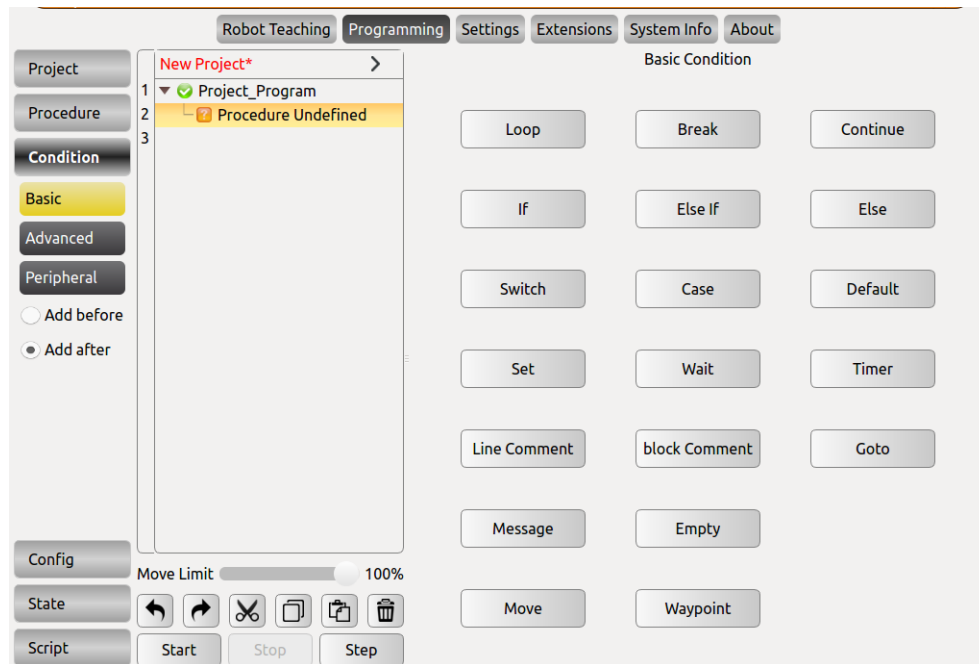 Robot Teaching Programming Settings Extensions System Info About
Project
Procedure
Condition
Basic
Advanced
Peripheral
Add before
Add after
Config
State
Script
New Project* >
1 Project_Program
2 ? Procedure Undefined
3
Move Limit 100%
Start Stop Step
Basic Condition
Loop Break Continue
If Else If Else
Switch Case Default
Set Wait Timer
Line Comment block Comment Goto
Message Empty
Move Waypoint